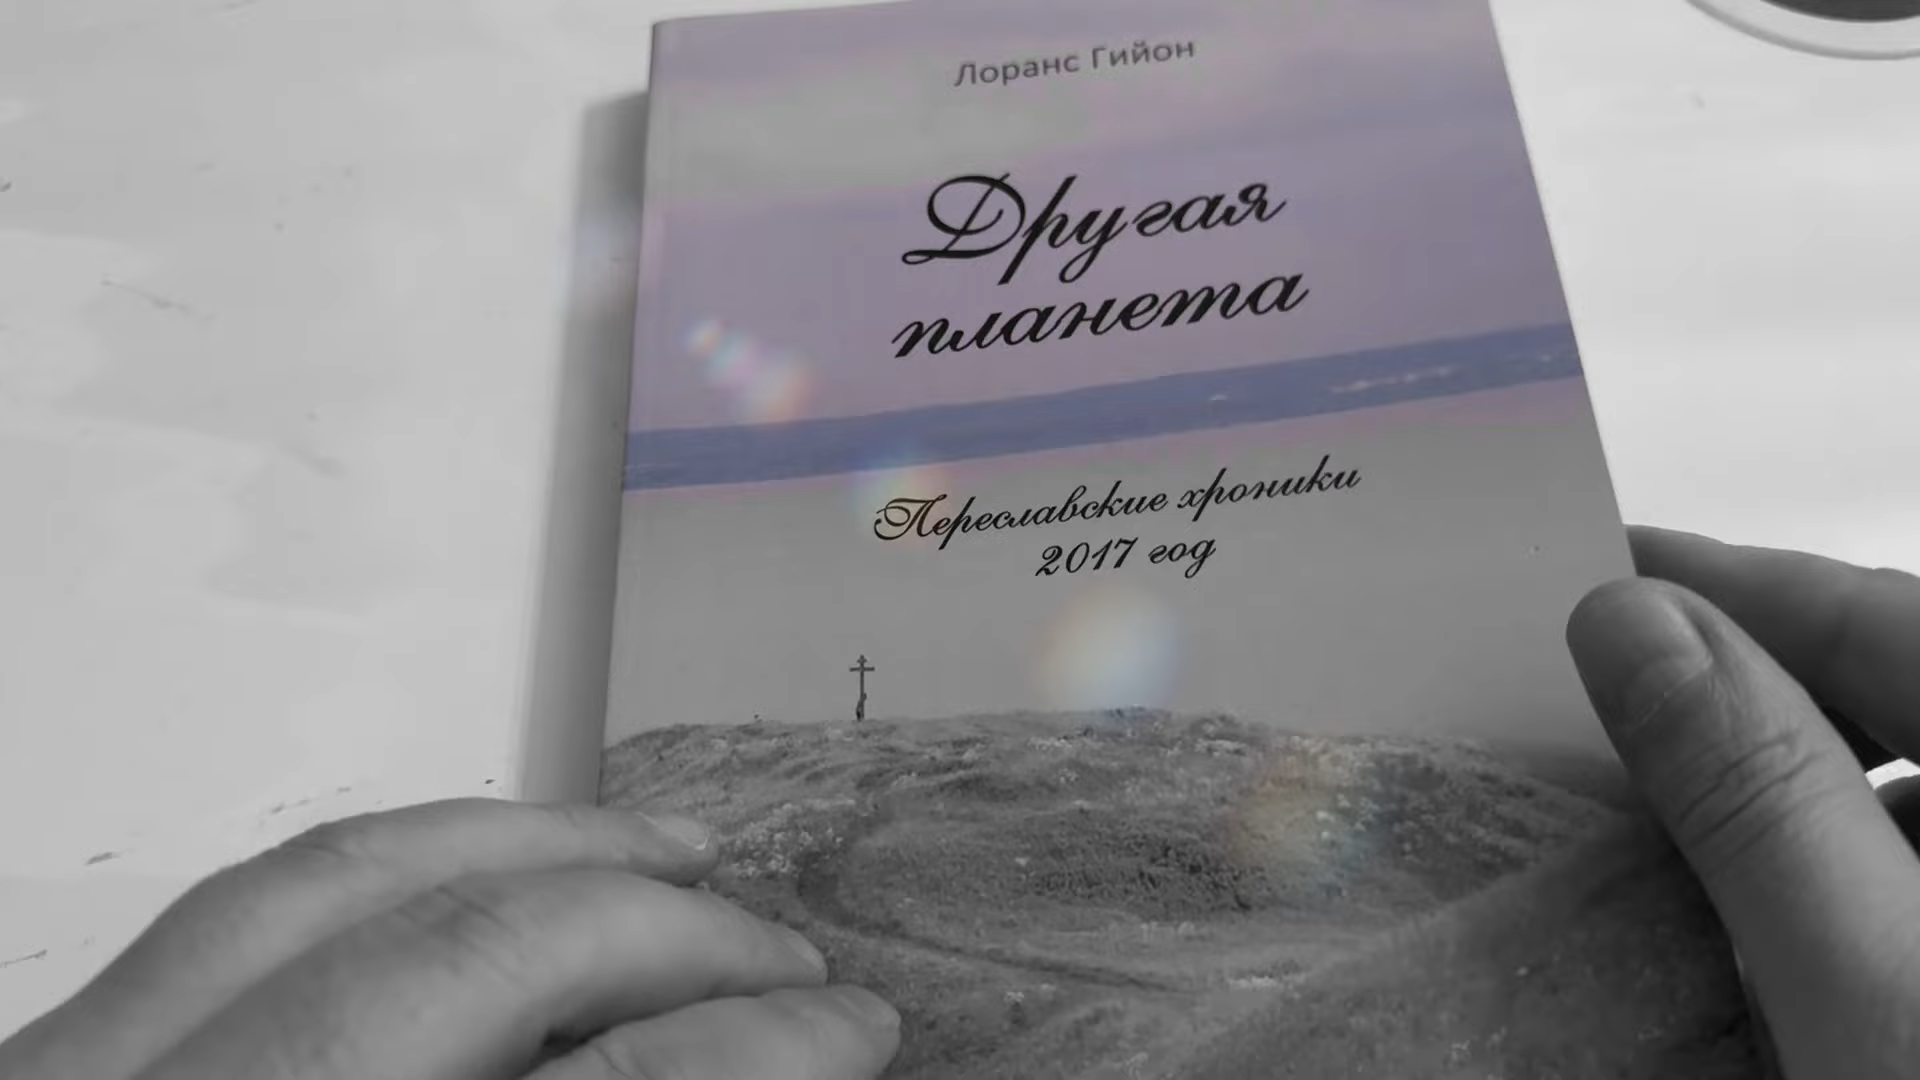 Лоранс Гийон
Другая
планета
Переславские хроники
2017 год